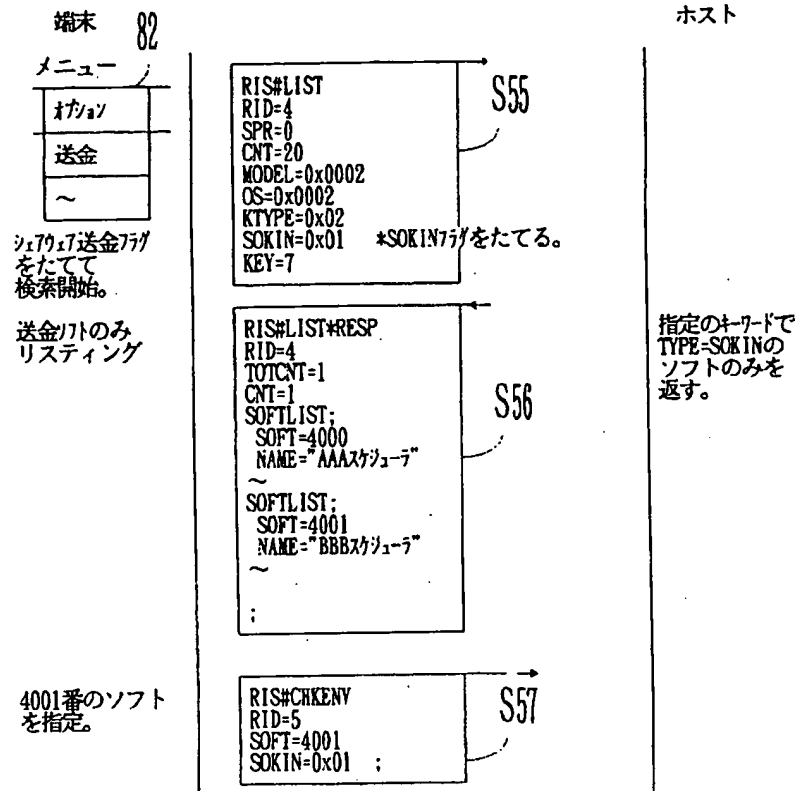 端末
82
ホスト
メニュー
オプション
送金
~
シェアウェア送金フラグ
をたてて
検索開始。
RIS#LIST
RID=4
SPR=0
CNT=20
MODEL=0x0002
OS=0x0002
KTYPE=0x02
SOKIN=0x01 *SOKINフラグをたてる。
KEY=7
S55
送金ソフトのみ
リスティング
RIS#LIST*RESP
RID=4
TOTCNT=1
CNT=1
SOFTLIST;
SOFT=4000
NAME="AAAスケジューラ"
~
SOFTLIST;
SOFT=4001
NAME="BBBスケジューラ"
~
;
S56
指定のキーワードで
TYPE=SOKINの
ソフトのみを
返す。
4001番のソフト
を指定。
RIS#CHKENV
RID=5
SOFT=4001
SOKIN=0x01 ;
S57